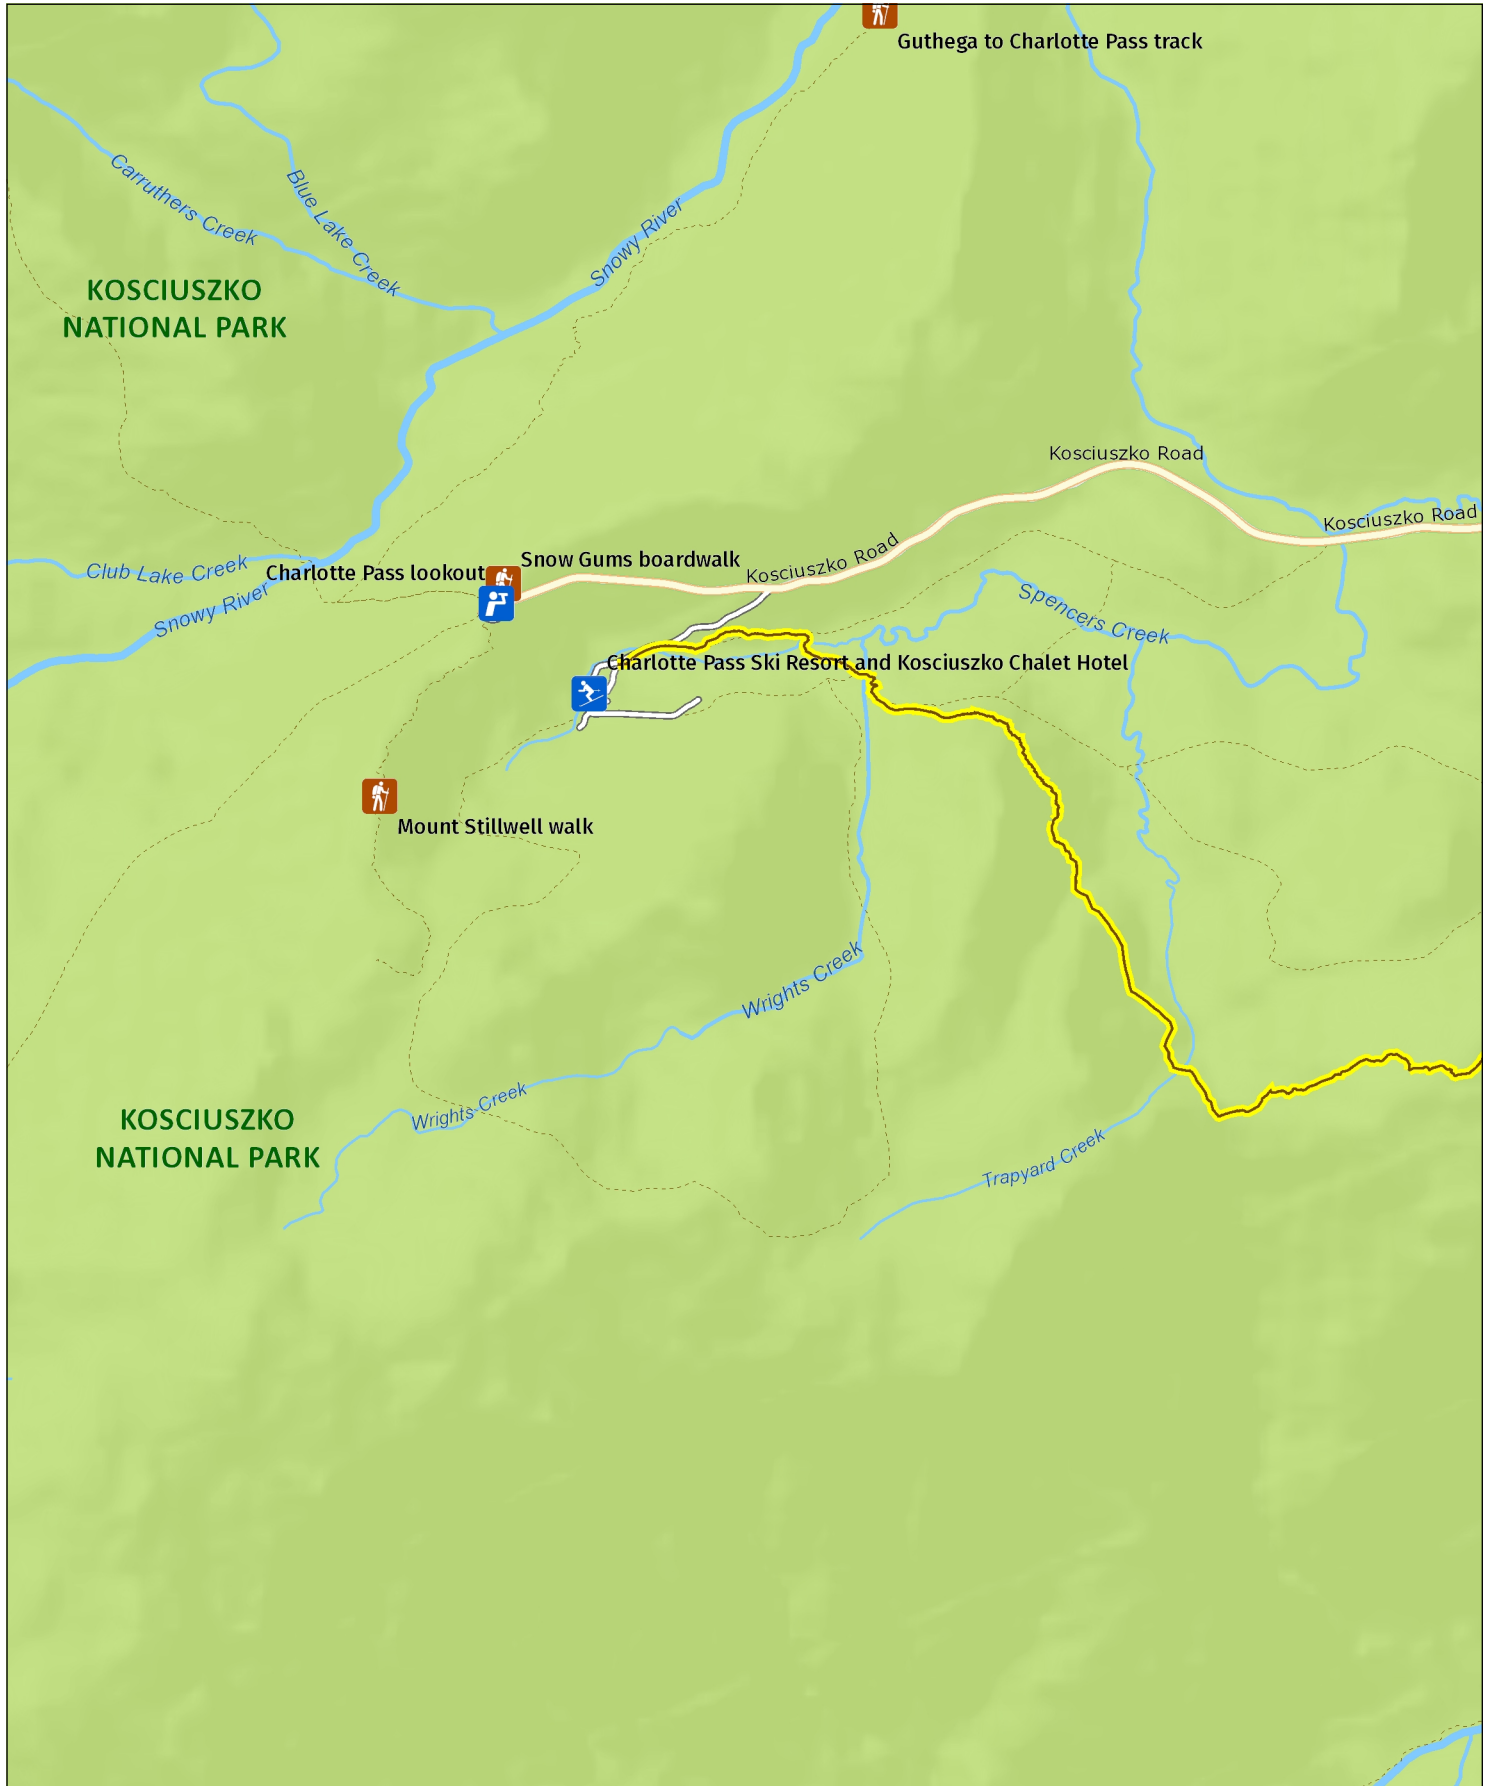 Guthega to Charlotte Pass track
Carruthers Creek
Blue Lake Creek
Snowy River
KOSCIUSZKO
NATIONAL PARK
Kosciuszko Road
Kosciuszko Road
Kosciuszko Road
Snow Gums boardwalk
Charlotte Pass lookout
Club Lake Creek
Snowy River
Spencers Creek
Charlotte Pass Ski Resort and Kosciuszko Chalet Hotel
Mount Stillwell walk
Wrights Creek
Wrights Creek
KOSCIUSZKO
NATIONAL PARK
Trapyard Creek